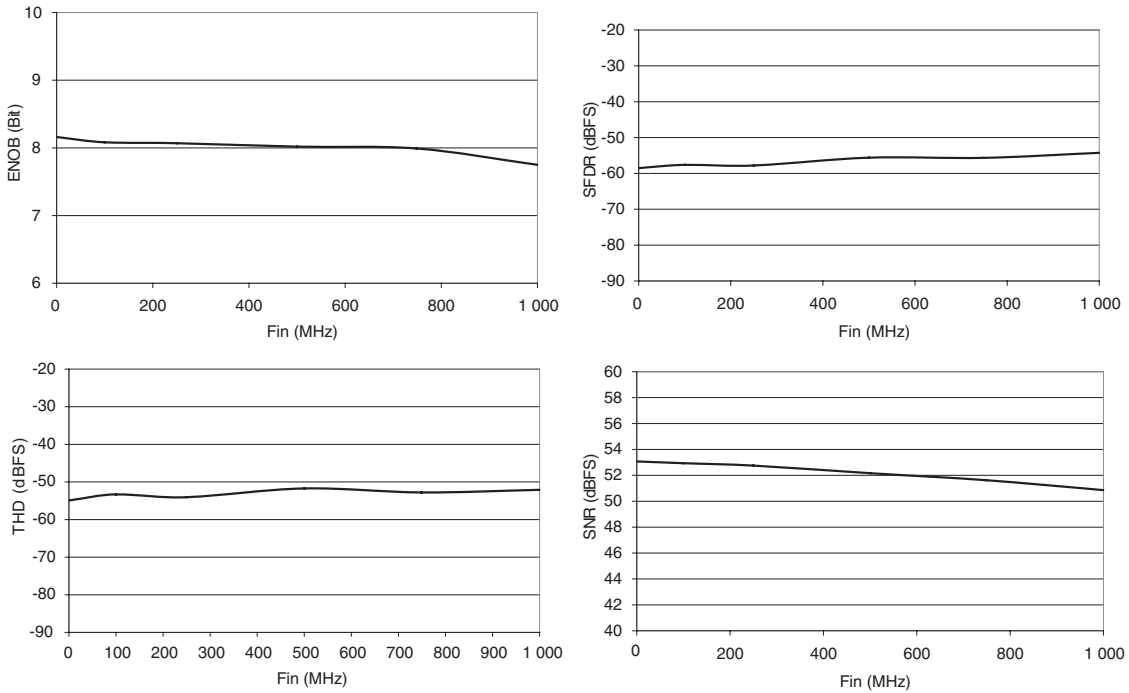 10
9
8
7
6
ENOB (Bit)
0 200 400 600 800 1 000
Fin (MHz)
-20
-30
-40
-50
-60
-70
-80
-90
SFDR (dBFS)
0 200 400 600 800 1 000
Fin (MHz)
-20
-30
-40
-50
-60
-70
-80
-90
THD (dBFS)
0 100 200 300 400 500 600 700 800 900 1 000
Fin (MHz)
60
58
56
54
52
50
48
46
44
42
40
SNR (dBFS)
0 200 400 600 800 1 000
Fin (MHz)